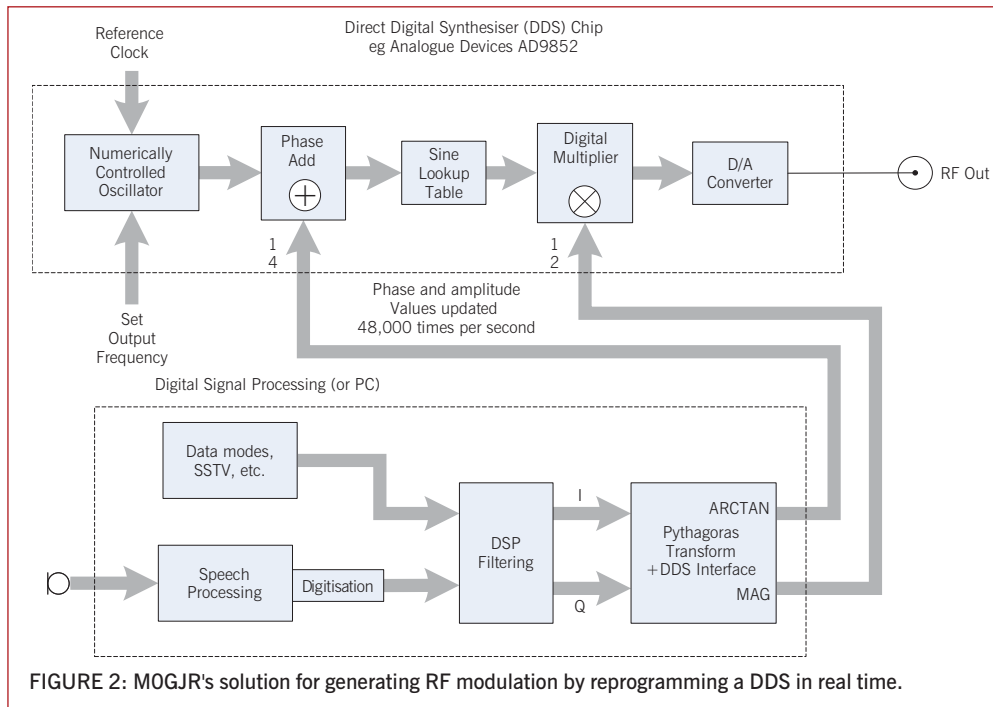 Direct Digital Synthesiser (DDS) Chip
eg Analogue Devices AD9852
Reference
Clock
Numerically
Controlled
Oscillator
Phase
Add
Sine
Lookup
Table
Digital
Multiplier
D/A
Converter
RF Out
1
4
1
2
Set
Output
Frequency
Phase and amplitude
Values updated
48,000 times per second
Digital Signal Processing (or PC)
Data modes,
SSTV, etc.
Speech
Processing
Digitisation
DSP
Filtering
I
Q
ARCTAN
Pythagoras
Transform
+DDS Interface
MAG
FIGURE 2: M0GJR's solution for generating RF modulation by reprogramming a DDS in real time.